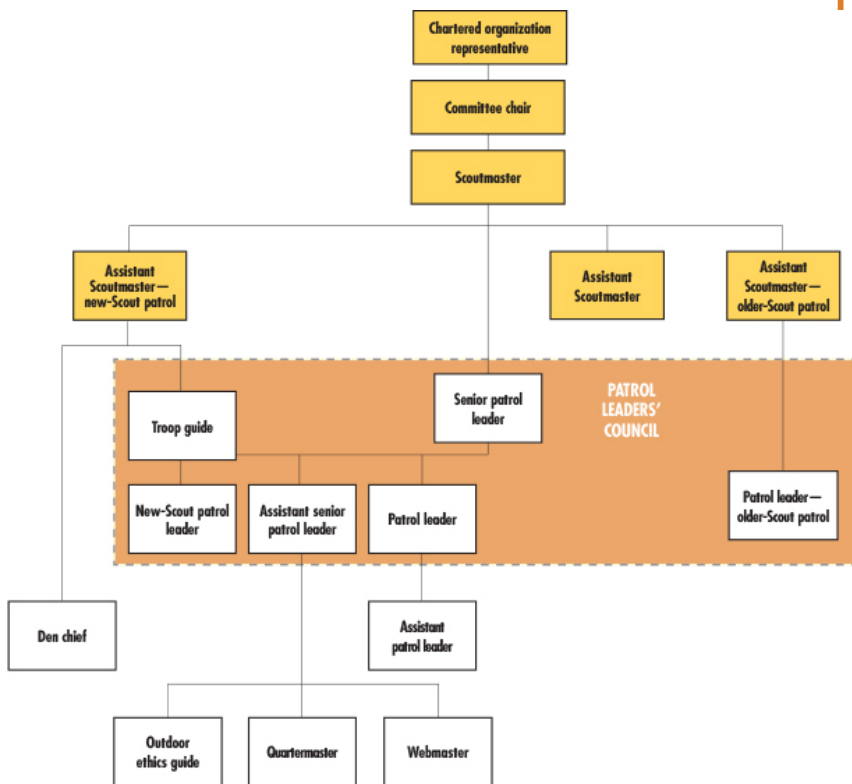 Chartered organization
representative
Committee chair
Scoutmaster
Assistant
Scoutmaster—
new-Scout patrol
Assistant
Scoutmaster
Assistant
Scoutmaster—
older-Scout patrol
Troop guide
Senior patrol
leader
PATROL
LEADERS’
COUNCIL
New-Scout patrol
leader
Assistant senior
patrol leader
Patrol leader
Patrol leader—
older-Scout patrol
Den chief
Assistant
patrol leader
Outdoor
ethics guide
Quartermaster
Webmaster